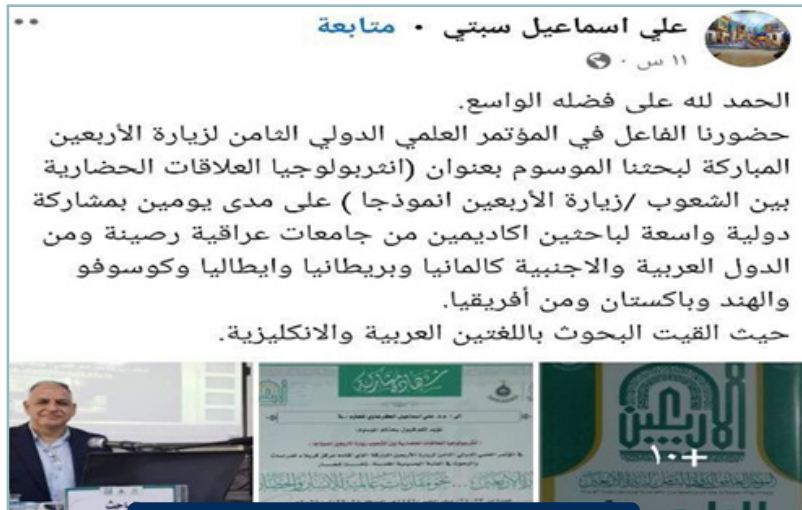 علي اسماعيل سبتي • متابعة
١١ س ·
الحمد لله على فضله الواسع.
حضورنا الفاعل في المؤتمر العلمي الدولي الثامن لزيارة الأربعين
المباركة لبحثنا الموسوم بعنوان (انثربولوجيا العلاقات الحضارية
بين الشعوب /زيارة الأربعين انموذجا ) على مدى يومين بمشاركة
دولية واسعة لباحثين اكاديمين من جامعات عراقية رصينة ومن
الدول العربية والاجنبية كالمانيا وبريطانيا وايطاليا وكوسوفو
والهند وباكستان ومن أفريقيا.
حيث القيت البحوث باللغتين العربية والانكليزية.
شهادة مشاركة
الأربعين
+١٠